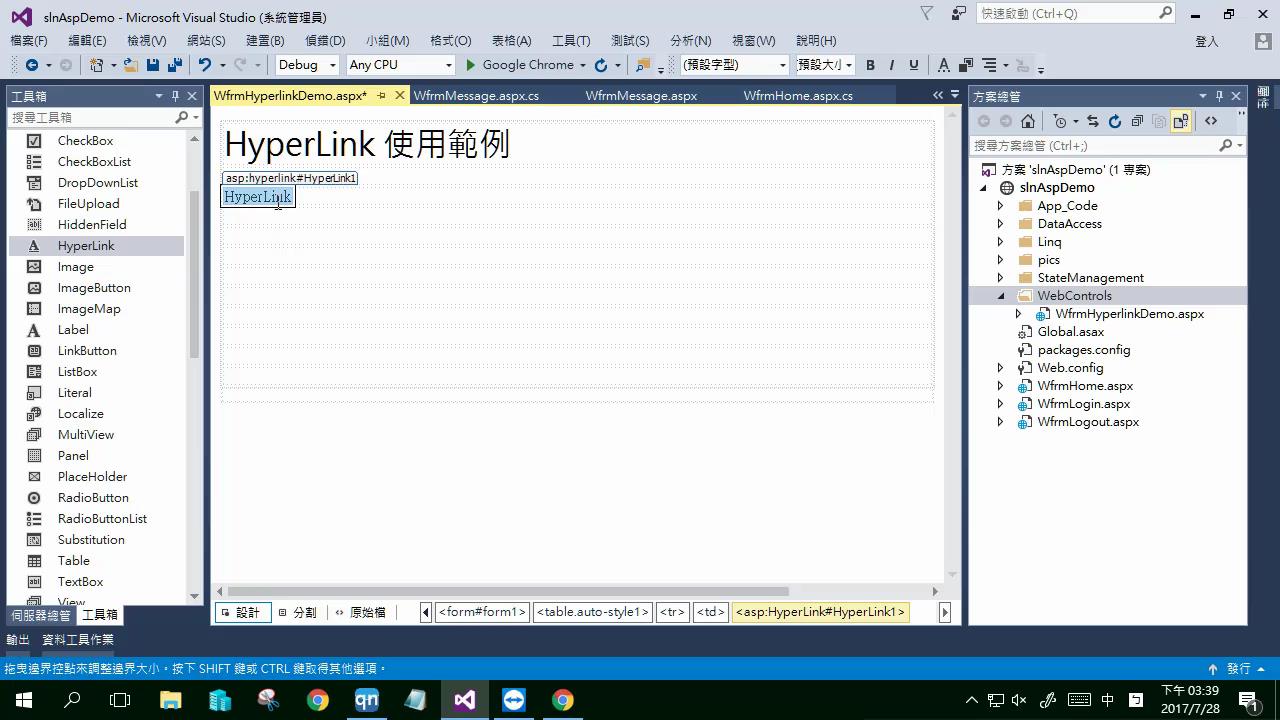 slnAspDemo - Microsoft Visual Studio (系統管理員)
快速啟動 (Ctrl+Q)
檔案(F) 編輯(E) 檢視(V) 網站(S) 建置(B) 偵錯(D) 小組(M) 格式(O) 表格(A) 工具(T) 測試(S) 分析(N) 視窗(W) 說明(H) 登入
Debug Any CPU Google Chrome (預設字型) 預設大小 B I U A
工具箱
搜尋工具箱
CheckBox
CheckBoxList
DropDownList
FileUpload
HiddenField
HyperLink
Image
ImageButton
ImageMap
Label
LinkButton
ListBox
Literal
Localize
MultiView
Panel
PlaceHolder
RadioButton
RadioButtonList
Substitution
Table
TextBox
View
伺服器總管 工具箱
WfrmHyperlinkDemo.aspx* WfrmMessage.aspx.cs WfrmMessage.aspx WfrmHome.aspx.cs
HyperLink 使用範例
asp:hyperlink#HyperLink1
HyperLink
設計 分割 原始檔 <form#form1> <table.auto-style1> <tr> <td> <asp:HyperLink#HyperLink1>
方案總管
搜尋方案總管 (Ctrl+;)
方案 'slnAspDemo' (1 專案)
slnAspDemo
App_Code
DataAccess
Linq
pics
StateManagement
WebControls
WfrmHyperlinkDemo.aspx
Global.asax
packages.config
Web.config
WfrmHome.aspx
WfrmLogin.aspx
WfrmLogout.aspx
輸出 資料工具作業
拖曳邊界控點來調整邊界大小。按下 SHIFT 鍵或 CTRL 鍵取得其他選項。 發行
qn 中 下午 03:39
2017/7/28 1